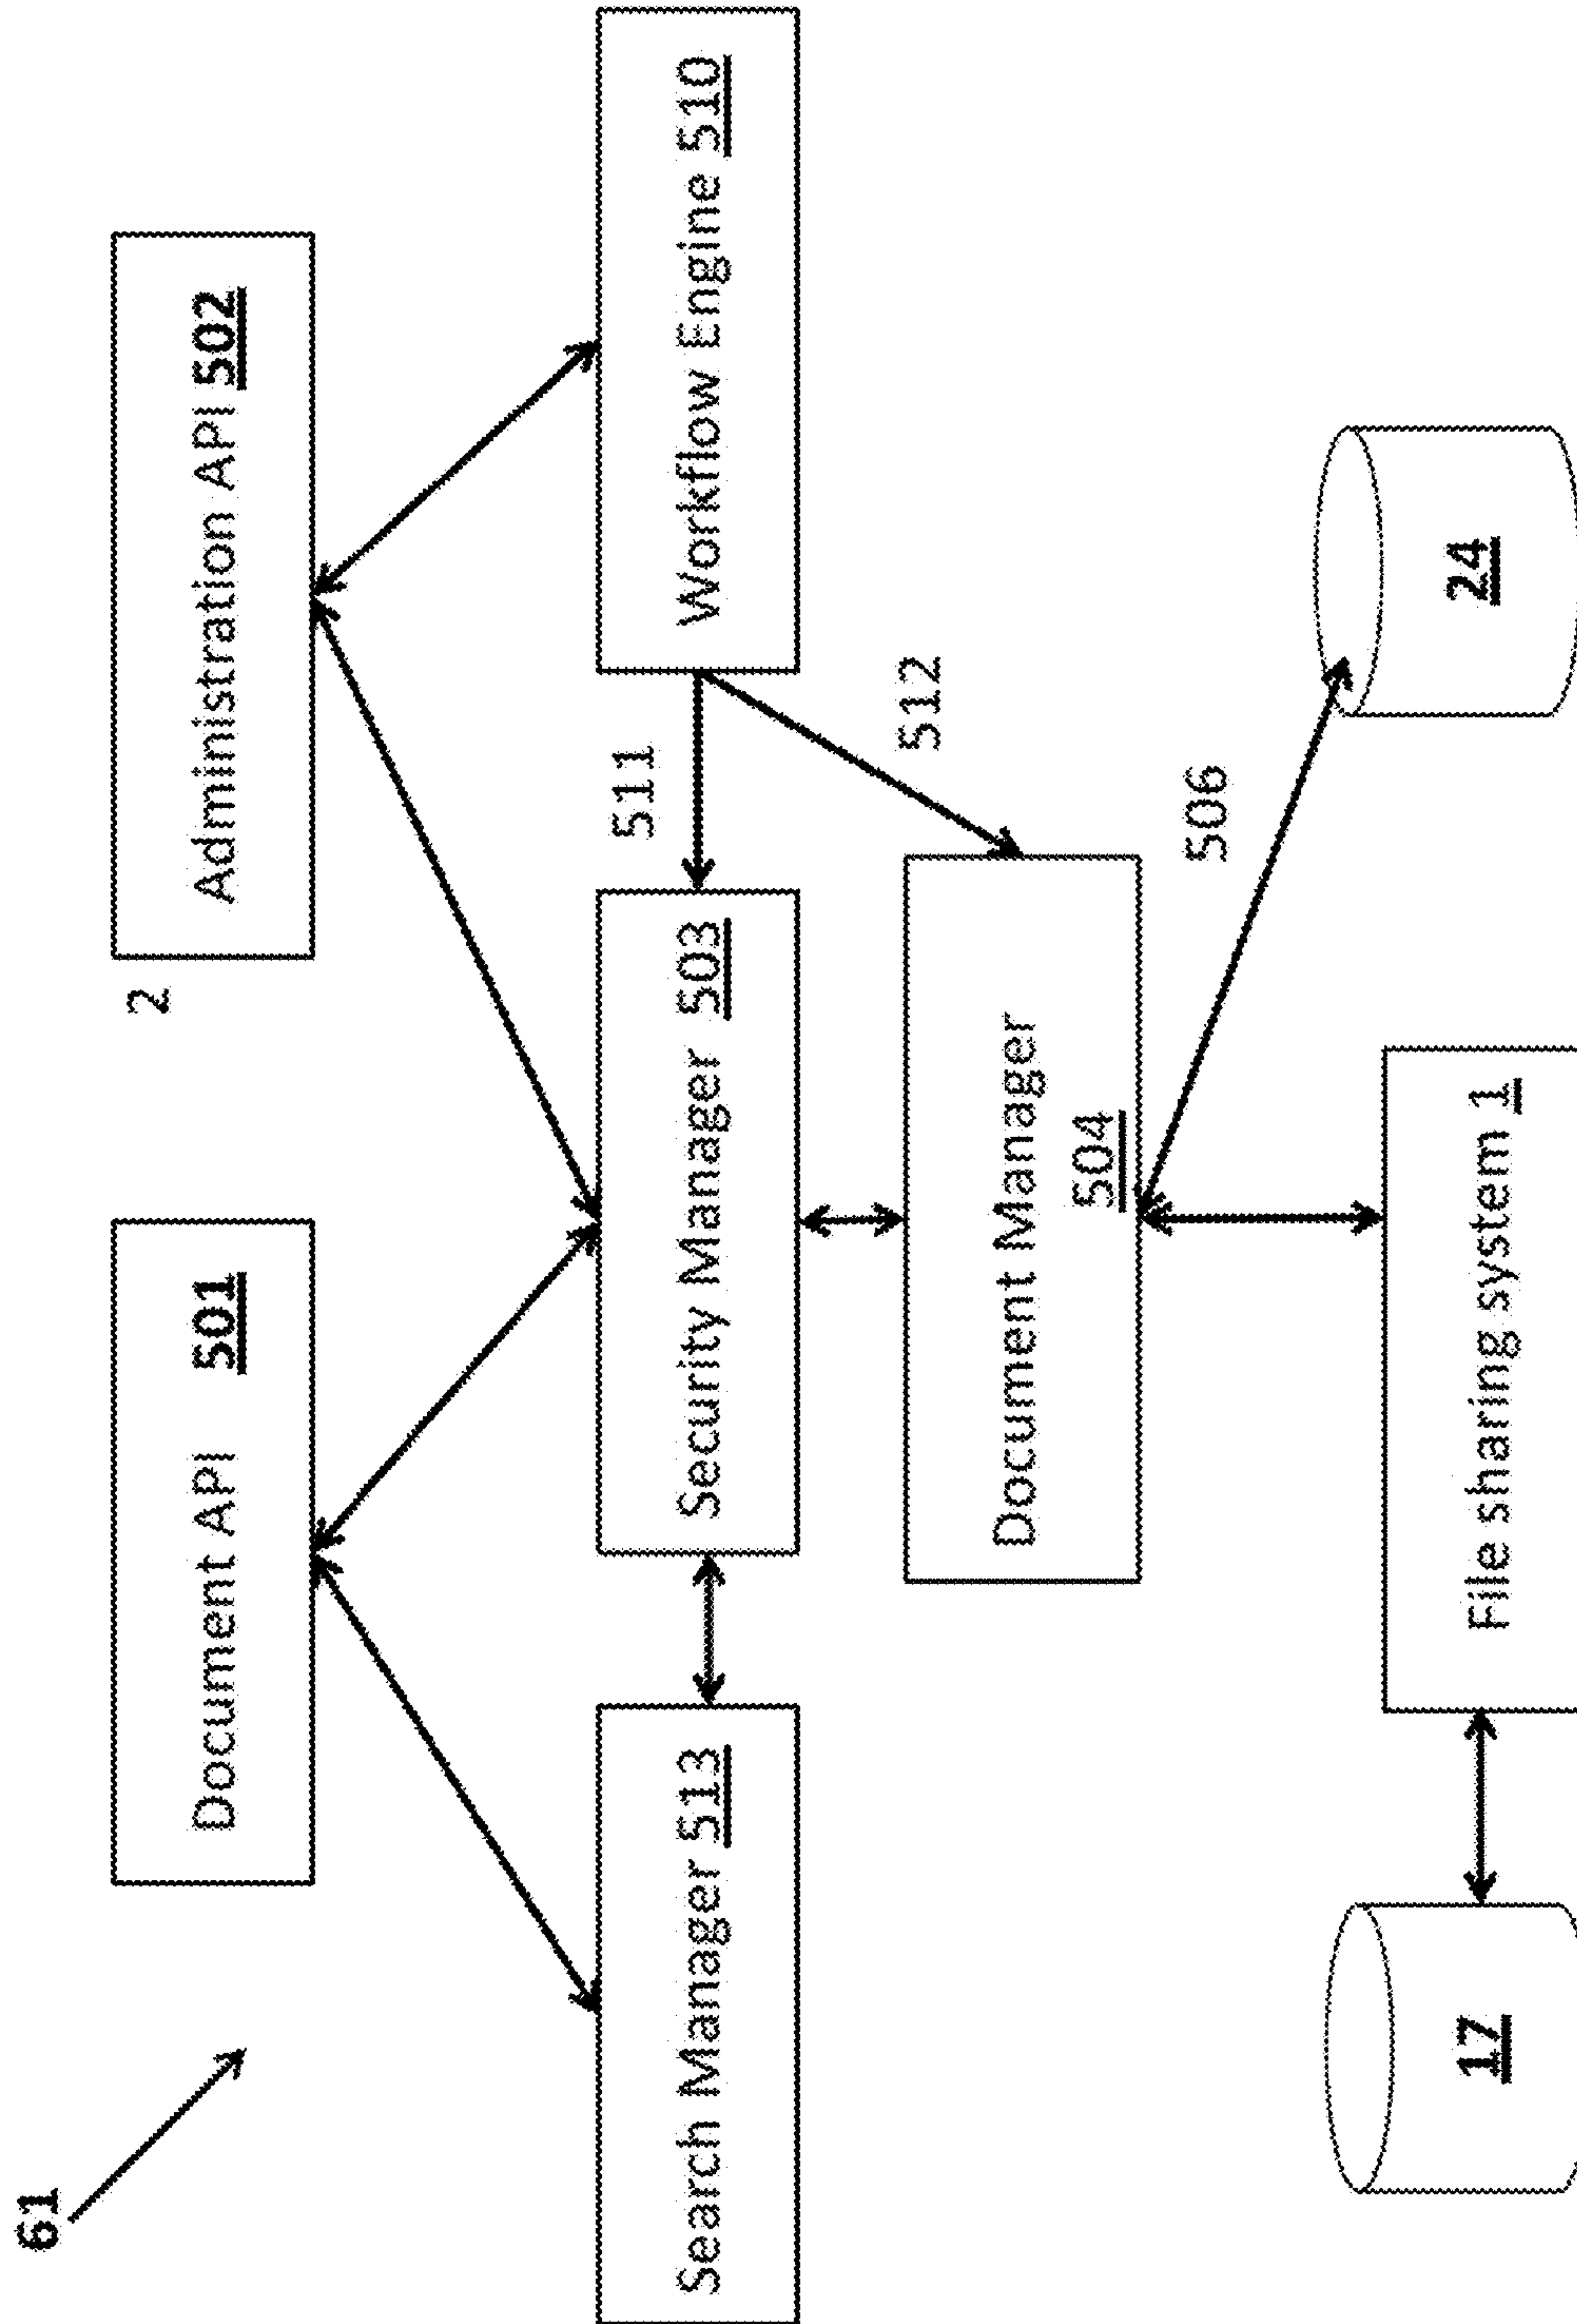 61
Document API 501
2
Administration API 502
Search Manager 513
Security Manager 503
511
Workflow Engine 510
512
Document Manager
504
506
17
File sharing system 1
24